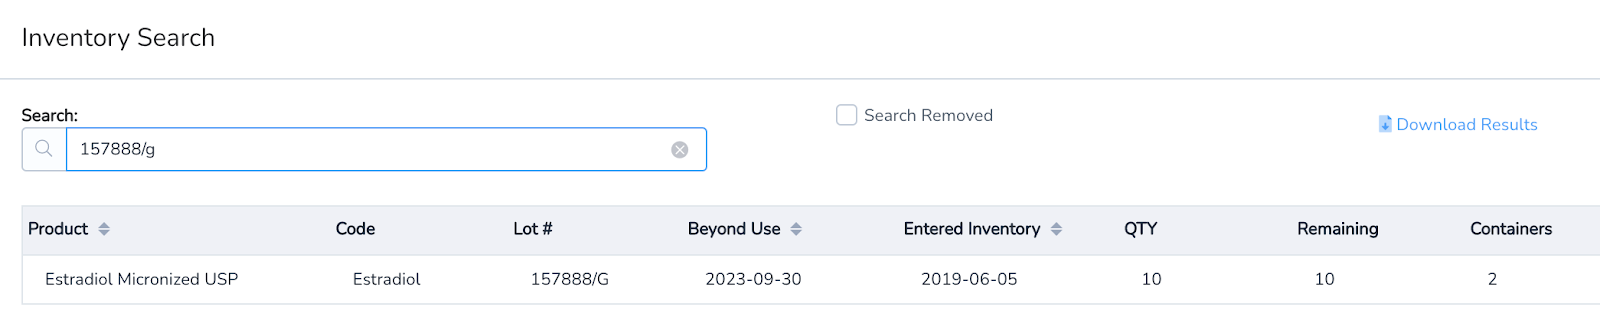 Inventory Search
Search:
Search Removed
Download Results
157888/g
Product Code Lot # Beyond Use Entered Inventory QTY Remaining Containers
Estradiol Micronized USP Estradiol 157888/G 2023-09-30 2019-06-05 10 10 2